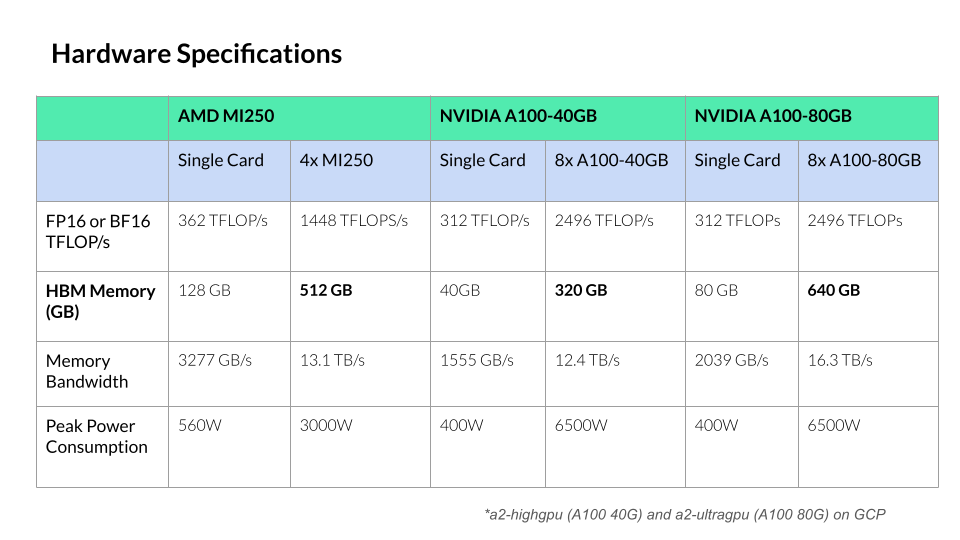 Hardware Specifications
AMD MI250 NVIDIA A100-40GB NVIDIA A100-80GB
Single Card 4x MI250 Single Card 8x A100-40GB Single Card 8x A100-80GB
FP16 or BF16 362 TFLOP/s 1448 TFLOPS/s 312 TFLOP/s 2496 TFLOP/s 312 TFLOPs 2496 TFLOPs
TFLOP/s
HBM Memory 128 GB 512 GB 40GB 320 GB 80 GB 640 GB
(GB)
Memory 3277 GB/s 13.1 TB/s 1555 GB/s 12.4 TB/s 2039 GB/s 16.3 TB/s
Bandwidth
Peak Power 560W 3000W 400W 6500W 400W 6500W
Consumption
*a2-highgpu (A100 40G) and a2-ultragpu (A100 80G) on GCP